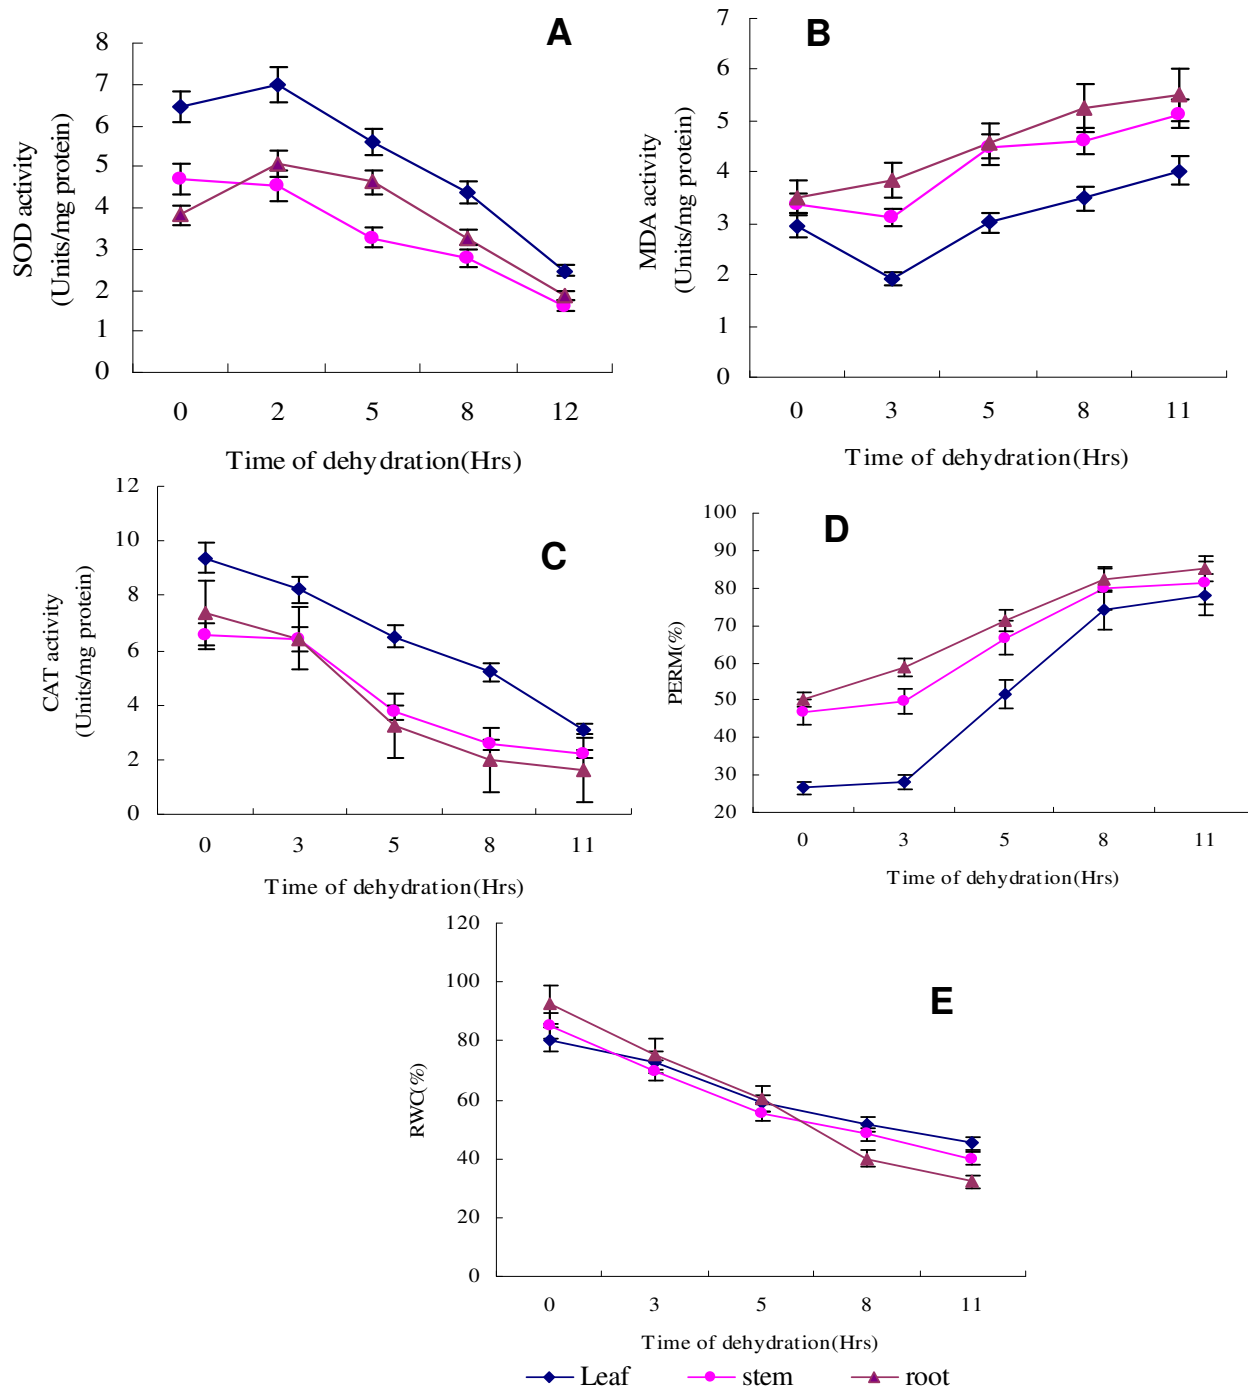 A
8
7
6
5
4
3
2
1
0
SOD activity
(Units/mg protein)
0 2 5 8 12
Time of dehydration(Hrs)
B
7
6
5
4
3
2
1
0
MDA activity
(Units/mg protein)
0 3 5 8 11
Time of dehydration(Hrs)
C
12
10
8
6
4
2
0
CAT activity
(Units/mg protein)
0 3 5 8 11
Time of dehydration(Hrs)
D
100
90
80
70
60
50
40
30
20
PERM(%)
0 3 5 8 11
Time of dehydration(Hrs)
E
120
100
80
60
40
20
0
RWC(%)
0 3 5 8 11
Time of dehydration(Hrs)
Leaf stem root